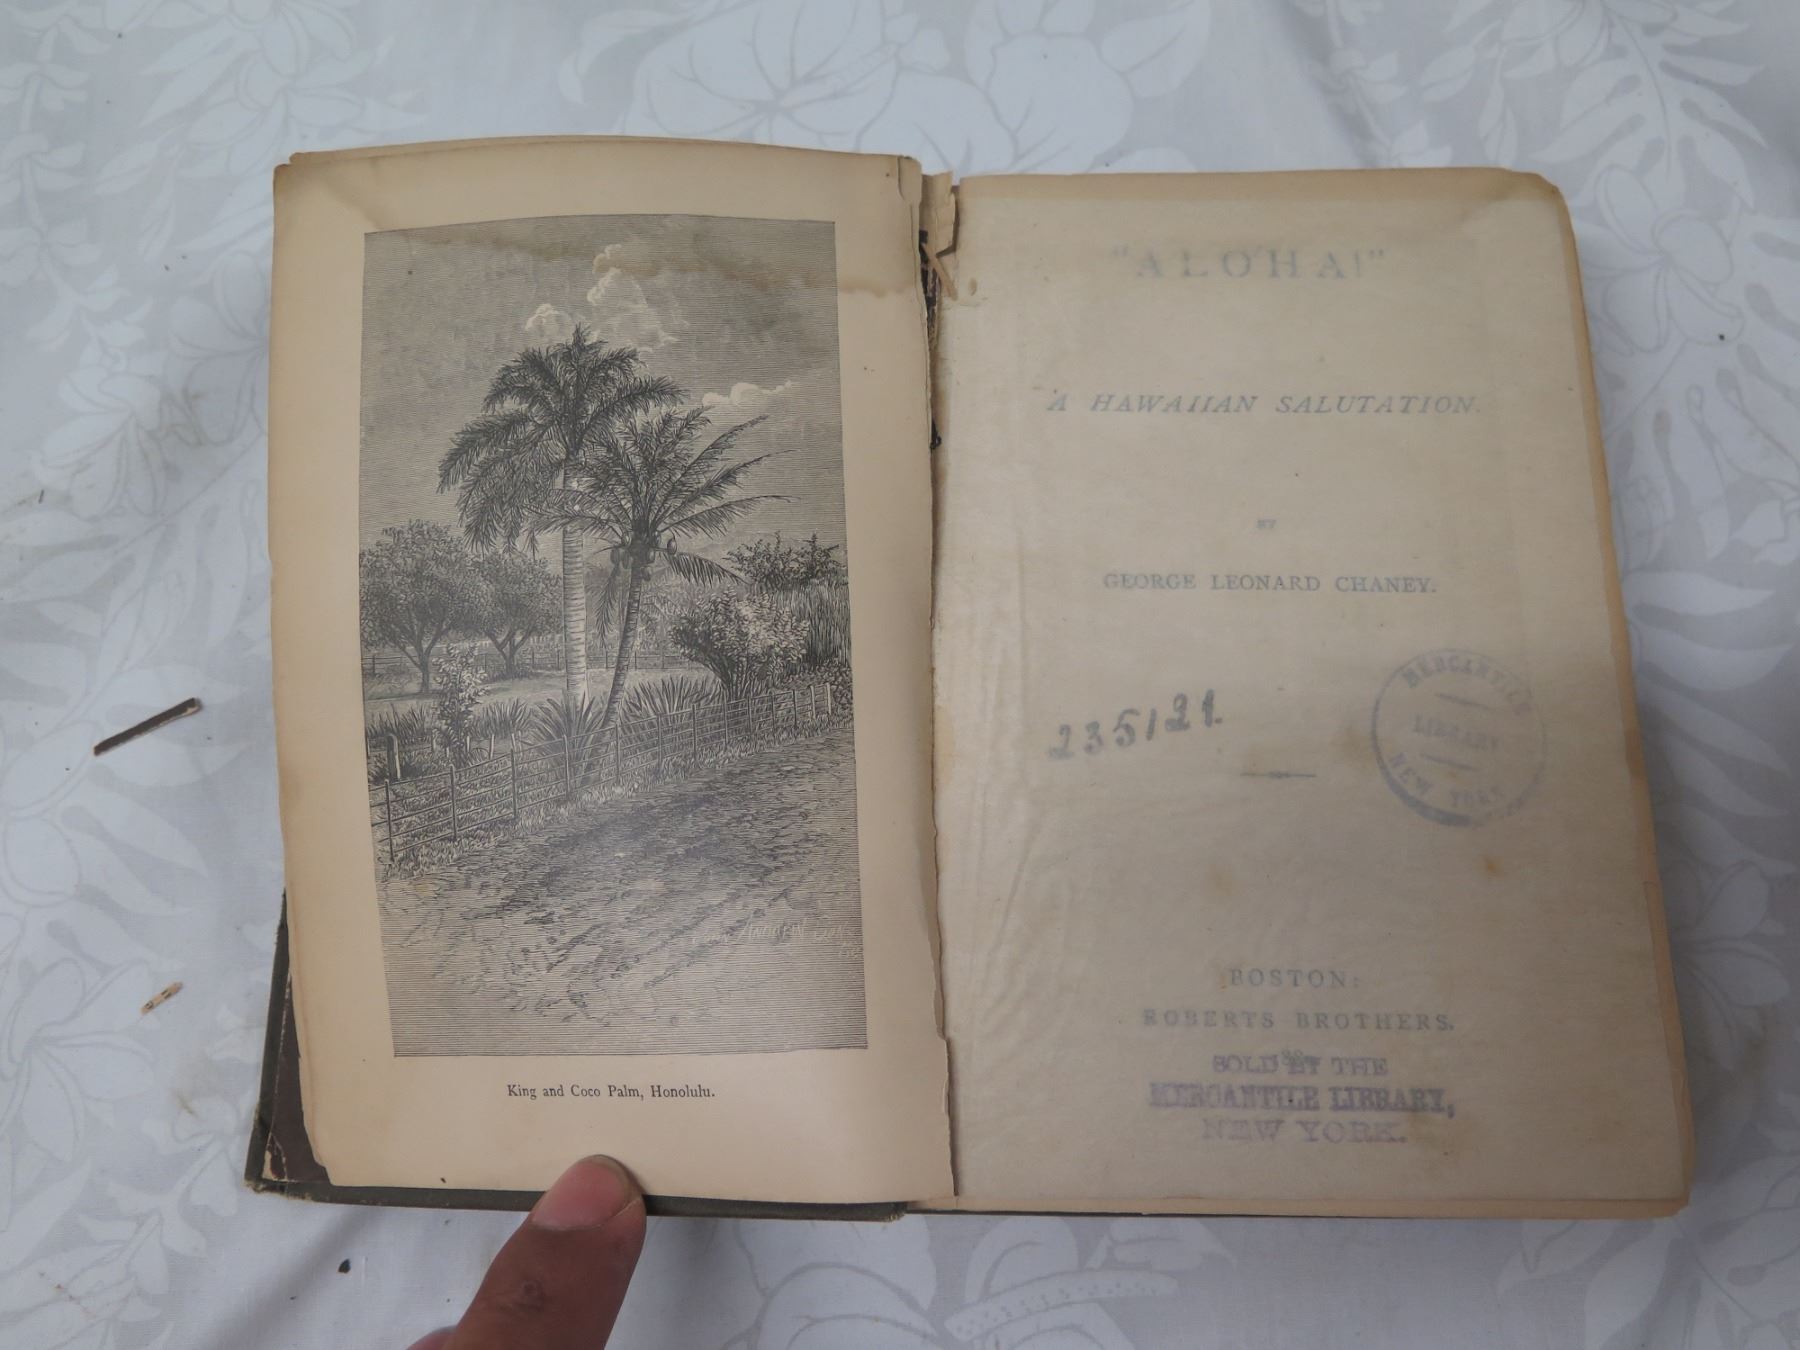 King and Coco Palm, Honolulu.
"ALOHA!"
A HAWAIIAN SALUTATION.
BY
GEORGE LEONARD CHANEY.
235121.
MERCANTILE
LIBRARY
NEW YORK
BOSTON:
ROBERTS BROTHERS.
SOLD BY THE
MERCANTILE LIBRARY,
NEW YORK.